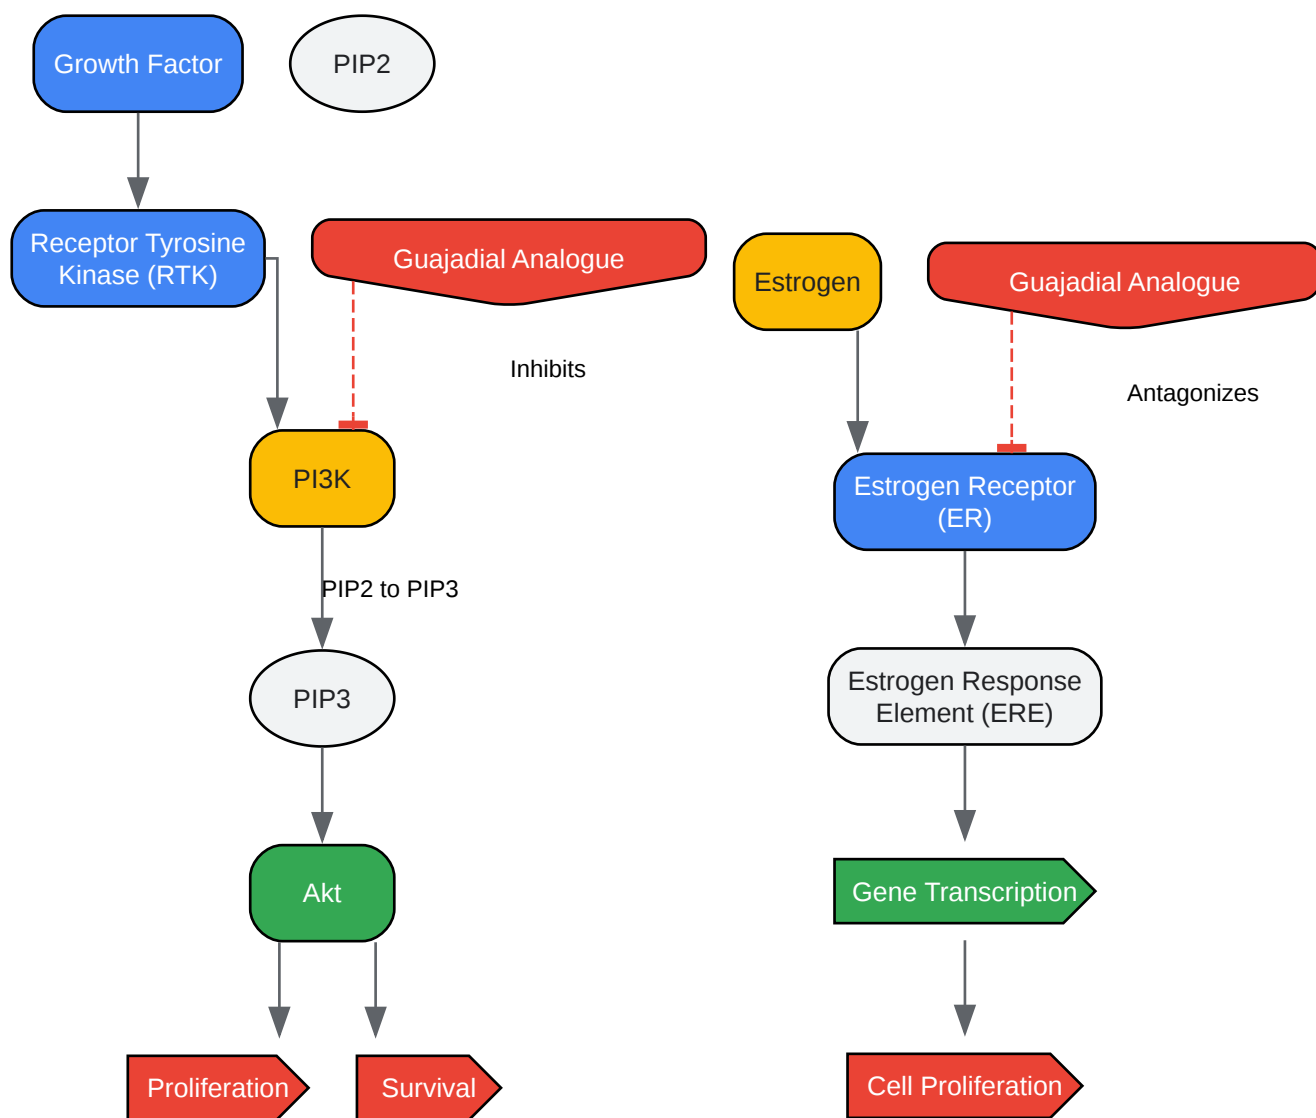 Growth Factor
PIP2
Receptor Tyrosine
Kinase (RTK)
Guajadial Analogue
Inhibits
PI3K
PIP2 to PIP3
PIP3
Akt
Proliferation
Survival
Estrogen
Guajadial Analogue
Antagonizes
Estrogen Receptor
(ER)
Estrogen Response
Element (ERE)
Gene Transcription
Cell Proliferation